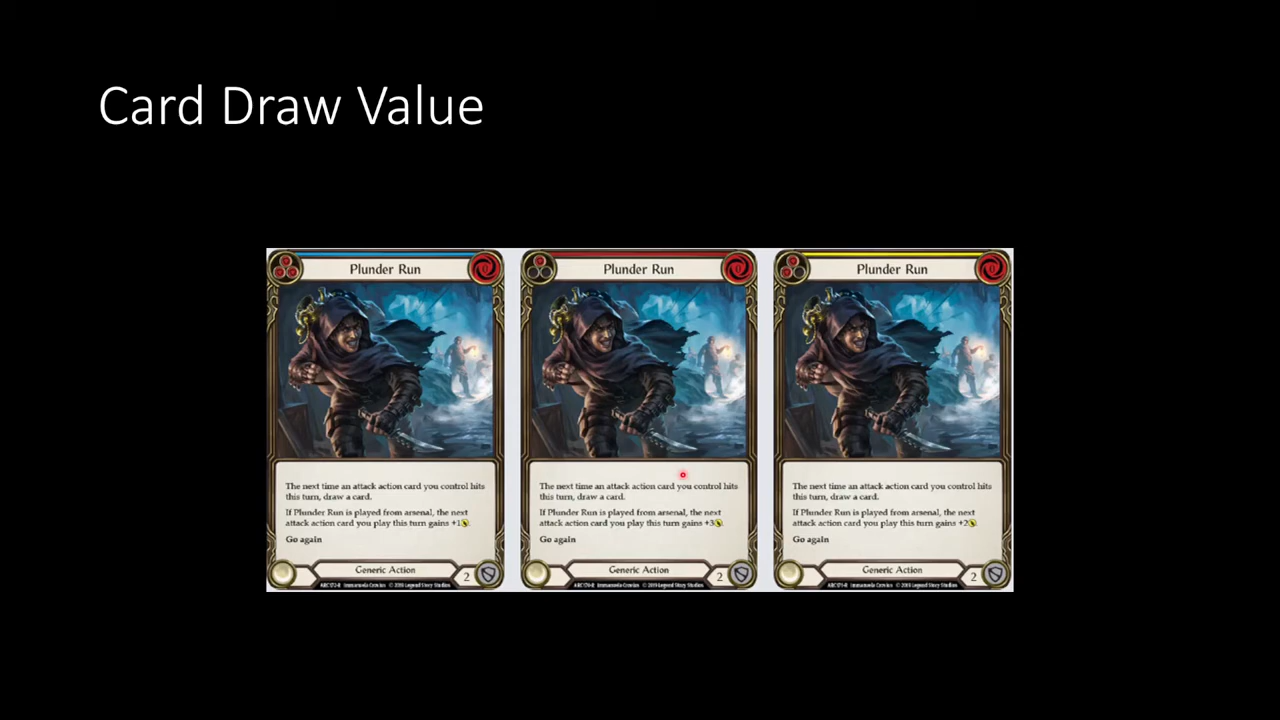 Card Draw Value
Plunder Run
The next time an attack action card you control hits
this turn, draw a card.
If Plunder Run is played from arsenal, the next
attack action card you play this turn gains +1
Go again
Generic Action
2
Plunder Run
The next time an attack action card you control hits
this turn, draw a card.
If Plunder Run is played from arsenal, the next
attack action card you play this turn gains +3
Go again
Generic Action
2
Plunder Run
The next time an attack action card you control hits
this turn, draw a card.
If Plunder Run is played from arsenal, the next
attack action card you play this turn gains +2
Go again
Generic Action
2